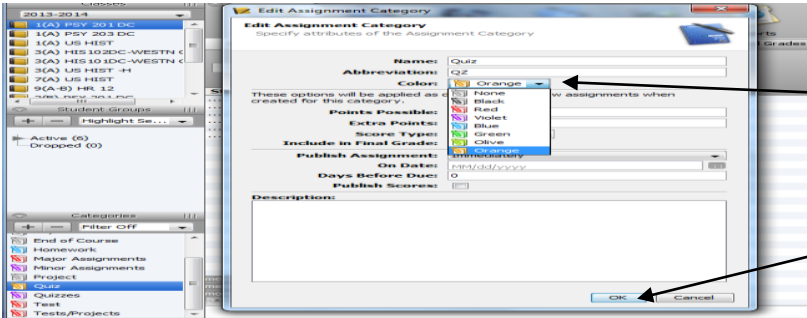 Classes
2013-2014
1(A) PSY 201 DC
1(A) PSY 203 DC
1(A) US HIST
3(A) HIS102DC-WESTN
3(A) HIS101DC-WESTN
3(A) US HIST -H
7(A) US HIST
9(A-B) HR 12
Student Groups
Highlight Se...
Active (6)
Dropped (0)
Categories
Filter Off
End of Course
Homework
Major Assignments
Minor Assignments
Project
Quiz
Quizzes
Test
Tests/Projects
Edit Assignment Category
Edit Assignment Category
Specify attributes of the Assignment Category
Name: Quiz
Abbreviation: QZ
Color: Orange
None
Black
Red
Violet
Blue
Green
Olive
Orange
These options will be applied as
w assignments when
created for this category.
Points Possible:
Extra Points:
Score Type:
Include in Final Grade:
Publish Assignment: Immediately
On Date: MM/dd/yyyy
Days Before Due: 0
Publish Scores:
Description:
OK Cancel
rts
l Grades